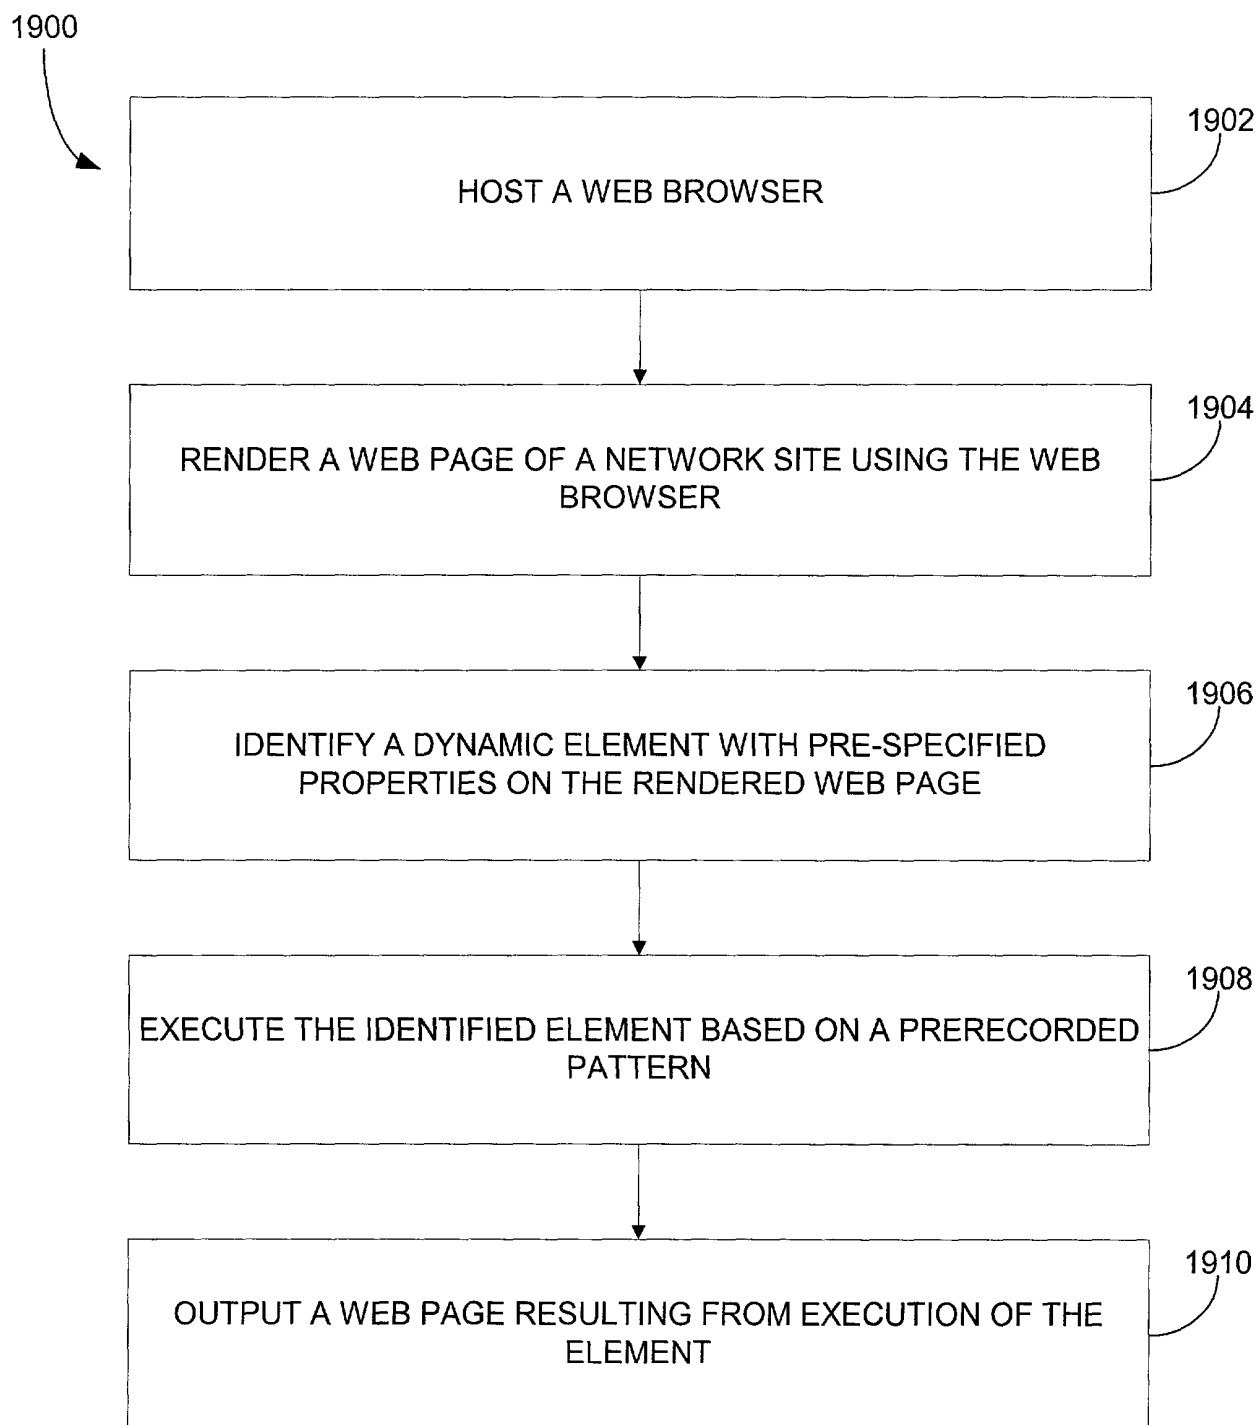 1900
1902
HOST A WEB BROWSER
1904
RENDER A WEB PAGE OF A NETWORK SITE USING THE WEB
BROWSER
1906
IDENTIFY A DYNAMIC ELEMENT WITH PRE-SPECIFIED
PROPERTIES ON THE RENDERED WEB PAGE
1908
EXECUTE THE IDENTIFIED ELEMENT BASED ON A PRERECORDED
PATTERN
1910
OUTPUT A WEB PAGE RESULTING FROM EXECUTION OF THE
ELEMENT